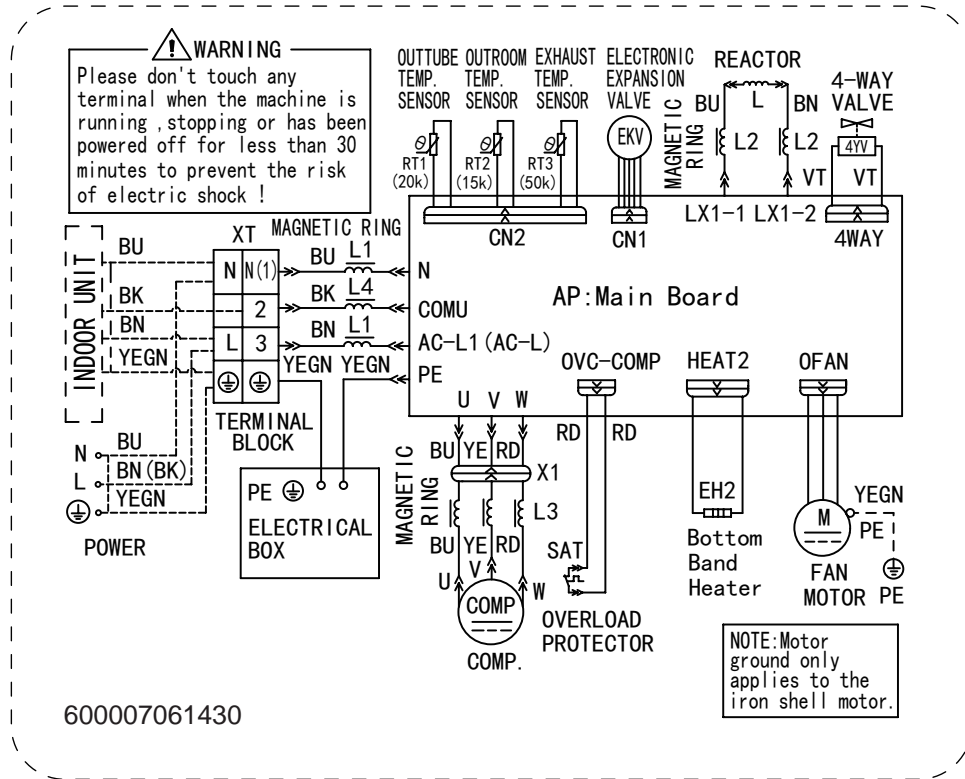 WARNING
Please don't touch any
terminal when the machine is
running ,stopping or has been
powered off for less than 30
minutes to prevent the risk
of electric shock !
OUTTUBE OUTROOM EXHAUST ELECTRONIC
TEMP. TEMP. TEMP. EXPANSION
SENSOR SENSOR SENSOR VALVE
REACTOR
4-WAY
VALVE
BU L BN
MAGNETIC
RING
L2 L2
EKV
4YV
RT1 RT2 RT3
(20k) (15k) (50k)
VT VT
CN2
CN1
LX1-1 LX1-2
4WAY
INDOOR UNIT
BU
BK
BN
YEGN
XT
MAGNETIC RING
N N(1)
2
L 3
BU L1
BK L4
BN L1
YEGN YEGN
N
COMU
AC-L1(AC-L)
PE
AP:Main Board
OVC-COMP HEAT2 OFAN
U V W
TERMINAL
BLOCK
N BU
L BN(BK)
YEGN
POWER
PE
ELECTRICAL
BOX
MAGNETIC
RING
BU YE RD
X1
L3
BU YE RD
U V W
COMP
COMP.
RD RD
SAT
OVERLOAD
PROTECTOR
EH2
Bottom
Band
Heater
M
YEGN
PE
FAN
MOTOR PE
NOTE:Motor
ground only
applies to the
iron shell motor.
600007061430